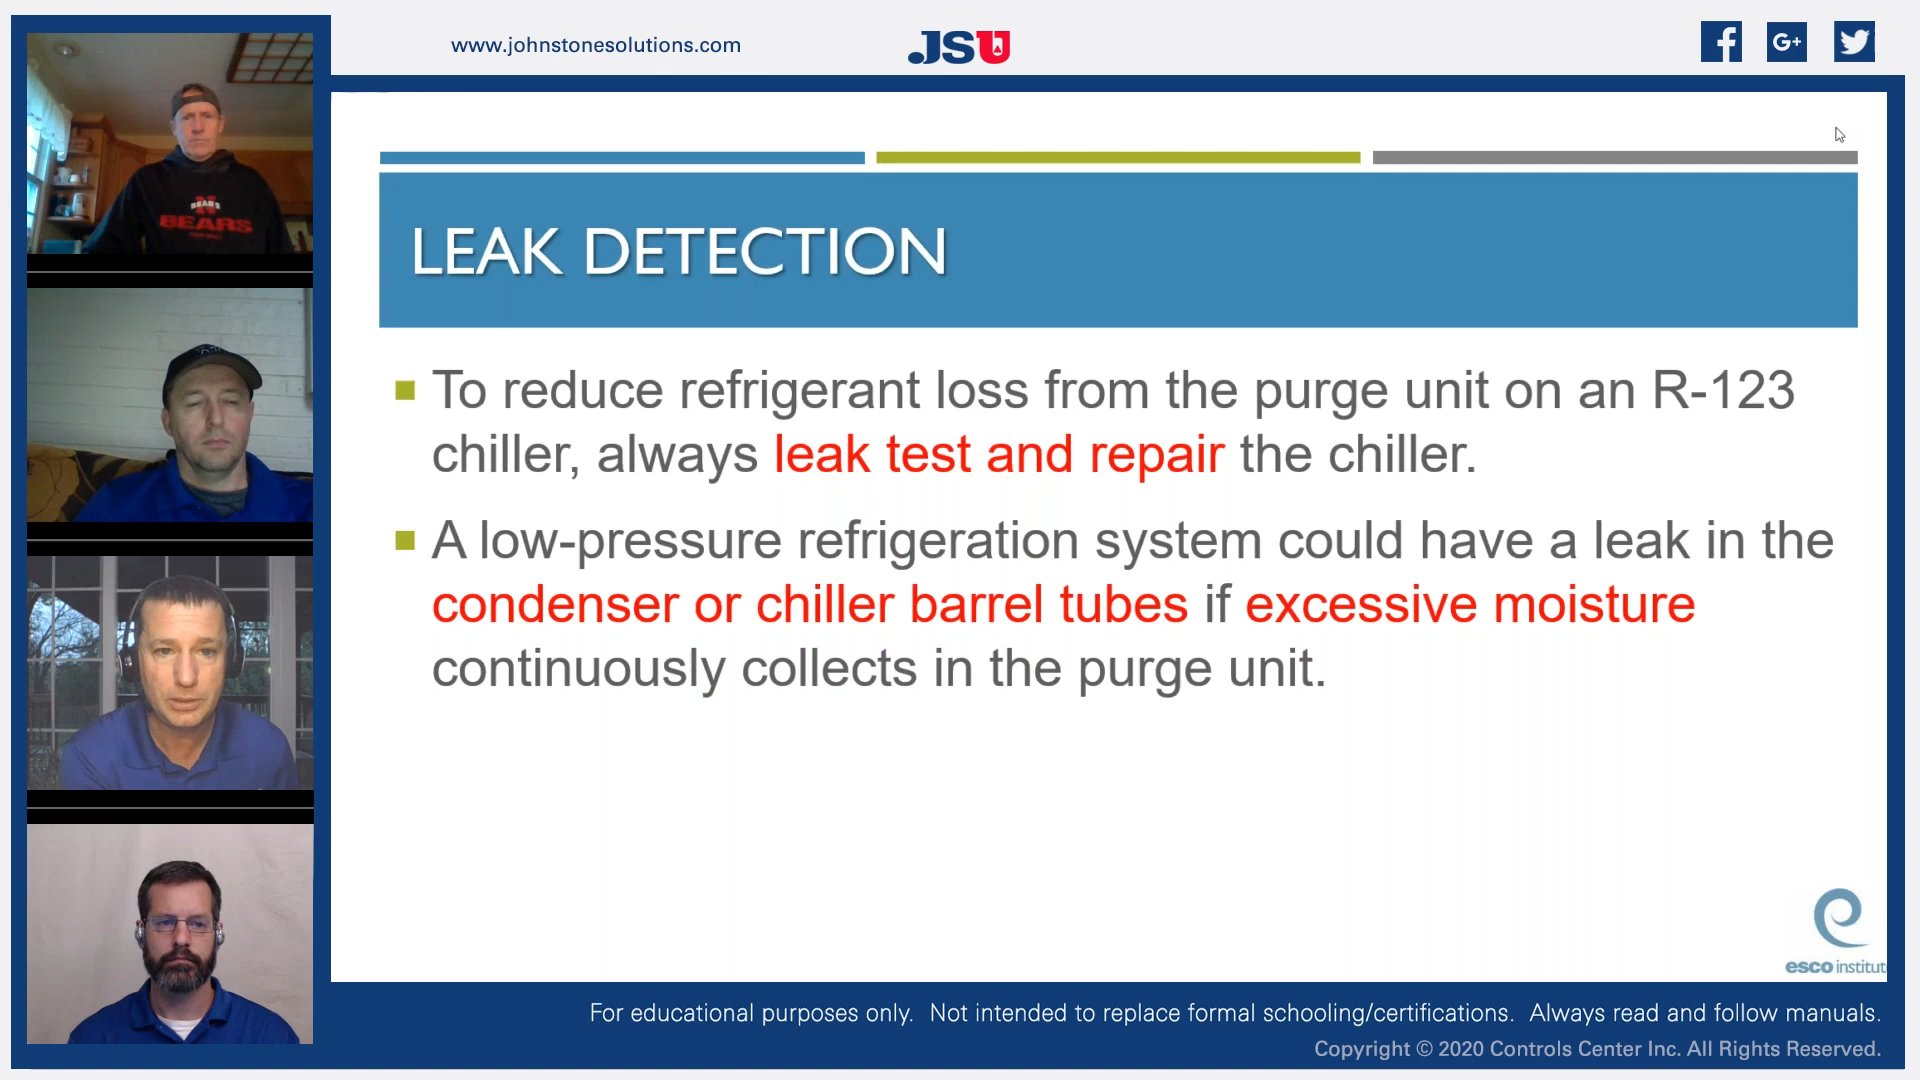 www.johnstonesolutions.com
JSU
G+
BEARS
BEARS
LEAK DETECTION
To reduce refrigerant loss from the purge unit on an R-123
chiller, always leak test and repair the chiller.
A low-pressure refrigeration system could have a leak in the
condenser or chiller barrel tubes if excessive moisture
continuously collects in the purge unit.
esco institut
For educational purposes only. Not intended to replace formal schooling/certifications. Always read and follow manuals.
Copyright © 2020 Controls Center Inc. All Rights Reserved.